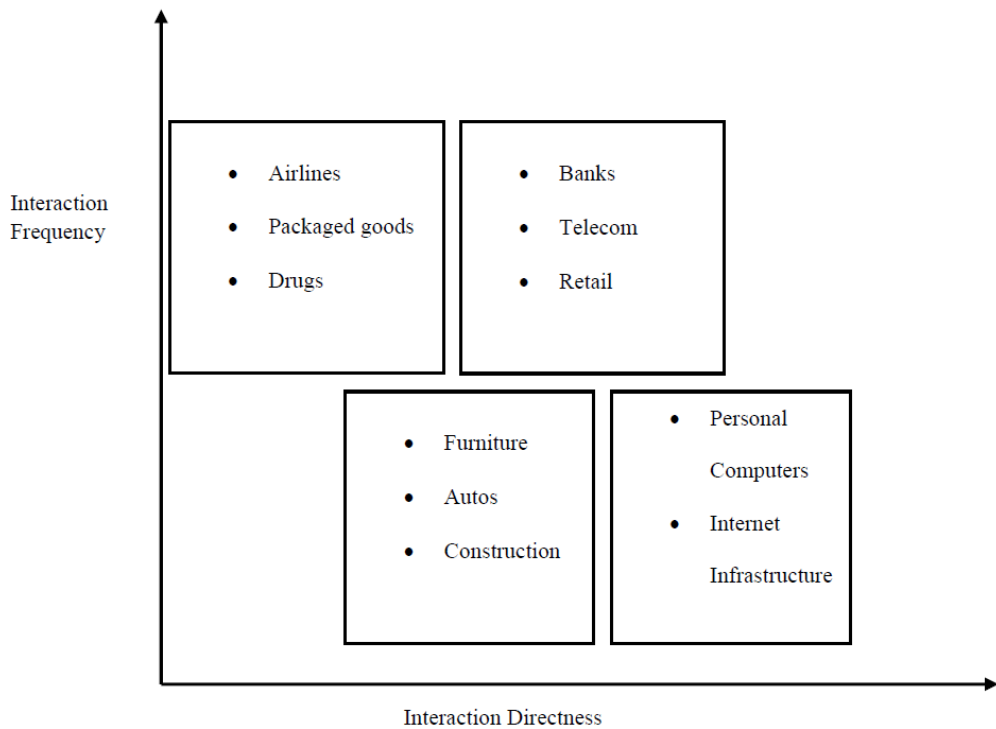 Interaction
Frequency
• Airlines
• Packaged goods
• Drugs
• Banks
• Telecom
• Retail
• Furniture
• Autos
• Construction
• Personal
Computers
• Internet
Infrastructure
Interaction Directness